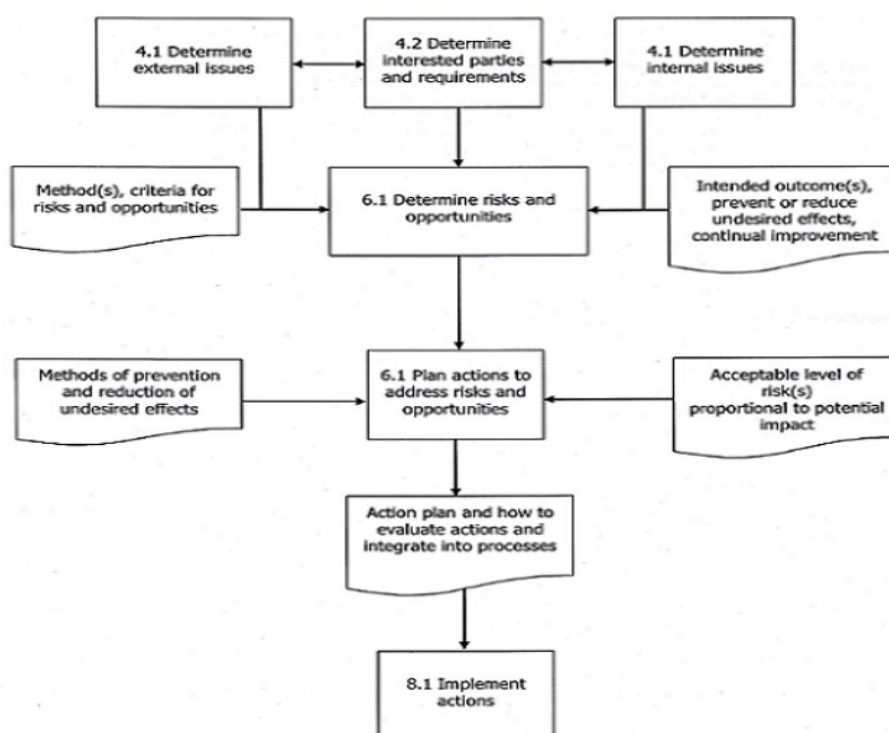 4.1 Determine
external issues
4.2 Determine
interested parties
and requirements
4.1 Determine
internal issues
Method(s), criteria for
risks and opportunities
6.1 Determine risks and
opportunities
Intended outcome(s),
prevent or reduce
undesired effects,
continual improvement
Methods of prevention
and reduction of
undesired effects
6.1 Plan actions to
address risks and
opportunities
Acceptable level of
risk(s)
proportional to potential
impact
Action plan and how to
evaluate actions and
integrate into processes
8.1 Implement
actions